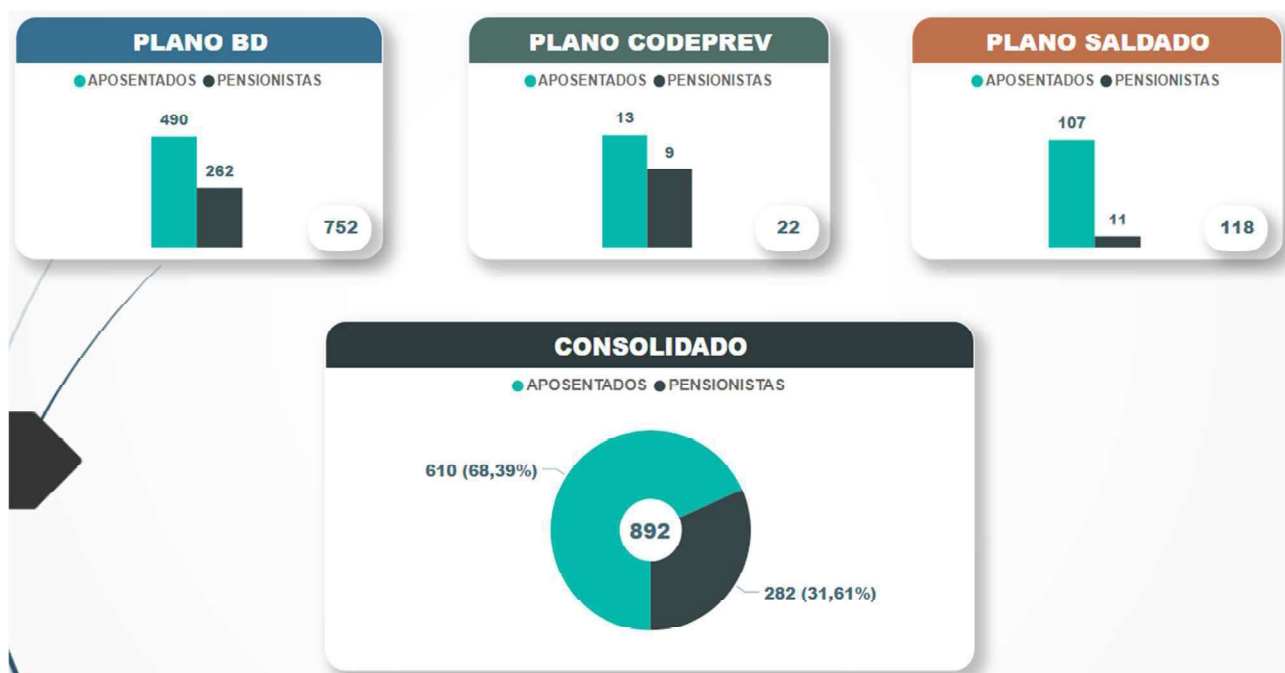 PLANO BD
APOSENTADOS PENSIONISTAS
490
262
752
PLANO CODEPREV
APOSENTADOS PENSIONISTAS
13
9
22
PLANO SALDADO
APOSENTADOS PENSIONISTAS
107
11
118
CONSOLIDADO
APOSENTADOS PENSIONISTAS
610 (68,39%)
892
282 (31,61%)